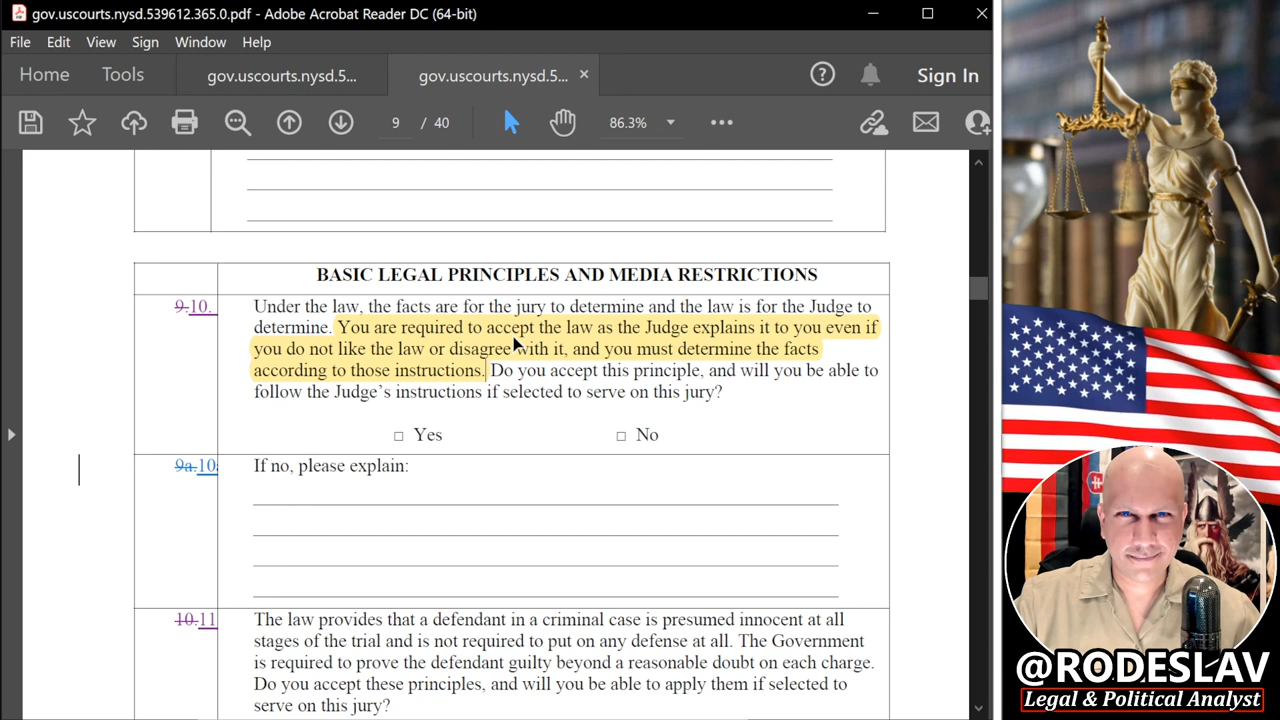 gov.uscourts.nysd.539612.365.0.pdf - Adobe Acrobat Reader DC (64-bit)
File Edit View Sign Window Help
Home Tools gov.uscourts.nysd.5... gov.uscourts.nysd.5... ×
Sign In
9 / 40 86.3%
BASIC LEGAL PRINCIPLES AND MEDIA RESTRICTIONS
9.10. Under the law, the facts are for the jury to determine and the law is for the Judge to
determine. You are required to accept the law as the Judge explains it to you even if
you do not like the law or disagree with it, and you must determine the facts
according to those instructions. Do you accept this principle, and will you be able to
follow the Judge's instructions if selected to serve on this jury?
□ Yes □ No
9a.10 If no, please explain:
10.11 The law provides that a defendant in a criminal case is presumed innocent at all
stages of the trial and is not required to put on any defense at all. The Government
is required to prove the defendant guilty beyond a reasonable doubt on each charge.
Do you accept these principles, and will you be able to apply them if selected to
serve on this jury?
@RODESLAV
Legal & Political Analyst